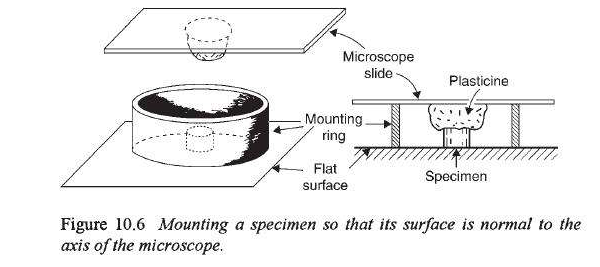 Microscope
slide
Plasticine
Mounting
ring
Flat
surface
Specimen
Figure 10.6 Mounting a specimen so that its surface is normal to the
axis of the microscope.